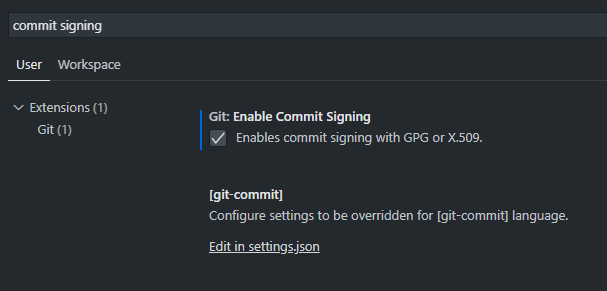 commit signing
User Workspace
Extensions (1)
Git (1)
Git: Enable Commit Signing
Enables commit signing with GPG or X.509.
[git-commit]
Configure settings to be overridden for [git-commit] language.
Edit in settings.json